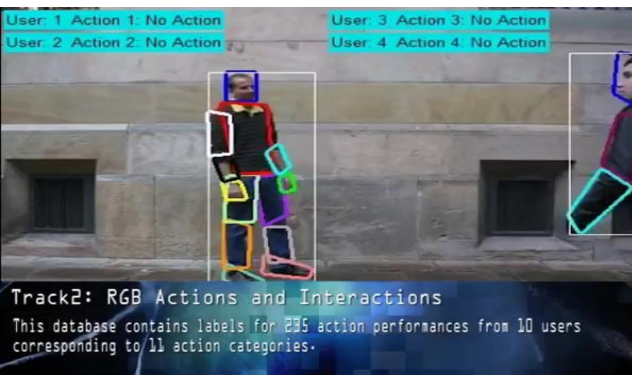 User: 1 Action 1: No Action
User: 3 Action 3: No Action
User: 2 Action 2: No Action
User: 4 Action 4: No Action
Track2: RGB Actions and Interactions
This database contains labels for 235 action performances from 10 users
corresponding to 11 action categories.